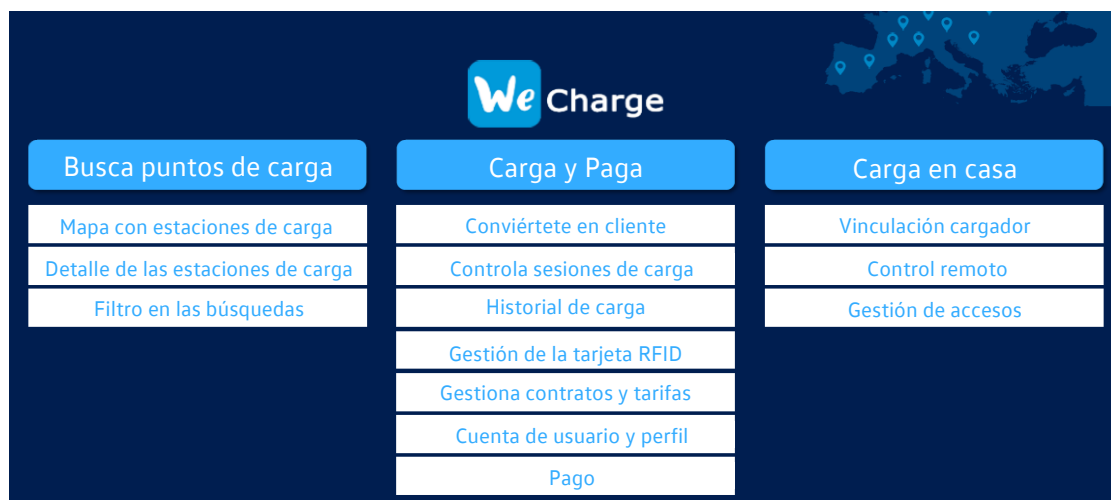 We Charge
Busca puntos de carga
Mapa con estaciones de carga
Detalle de las estaciones de carga
Filtro en las búsquedas
Carga y Paga
Conviértete en cliente
Controla sesiones de carga
Historial de carga
Gestión de la tarjeta RFID
Gestiona contratos y tarifas
Cuenta de usuario y perfil
Pago
Carga en casa
Vinculación cargador
Control remoto
Gestión de accesos